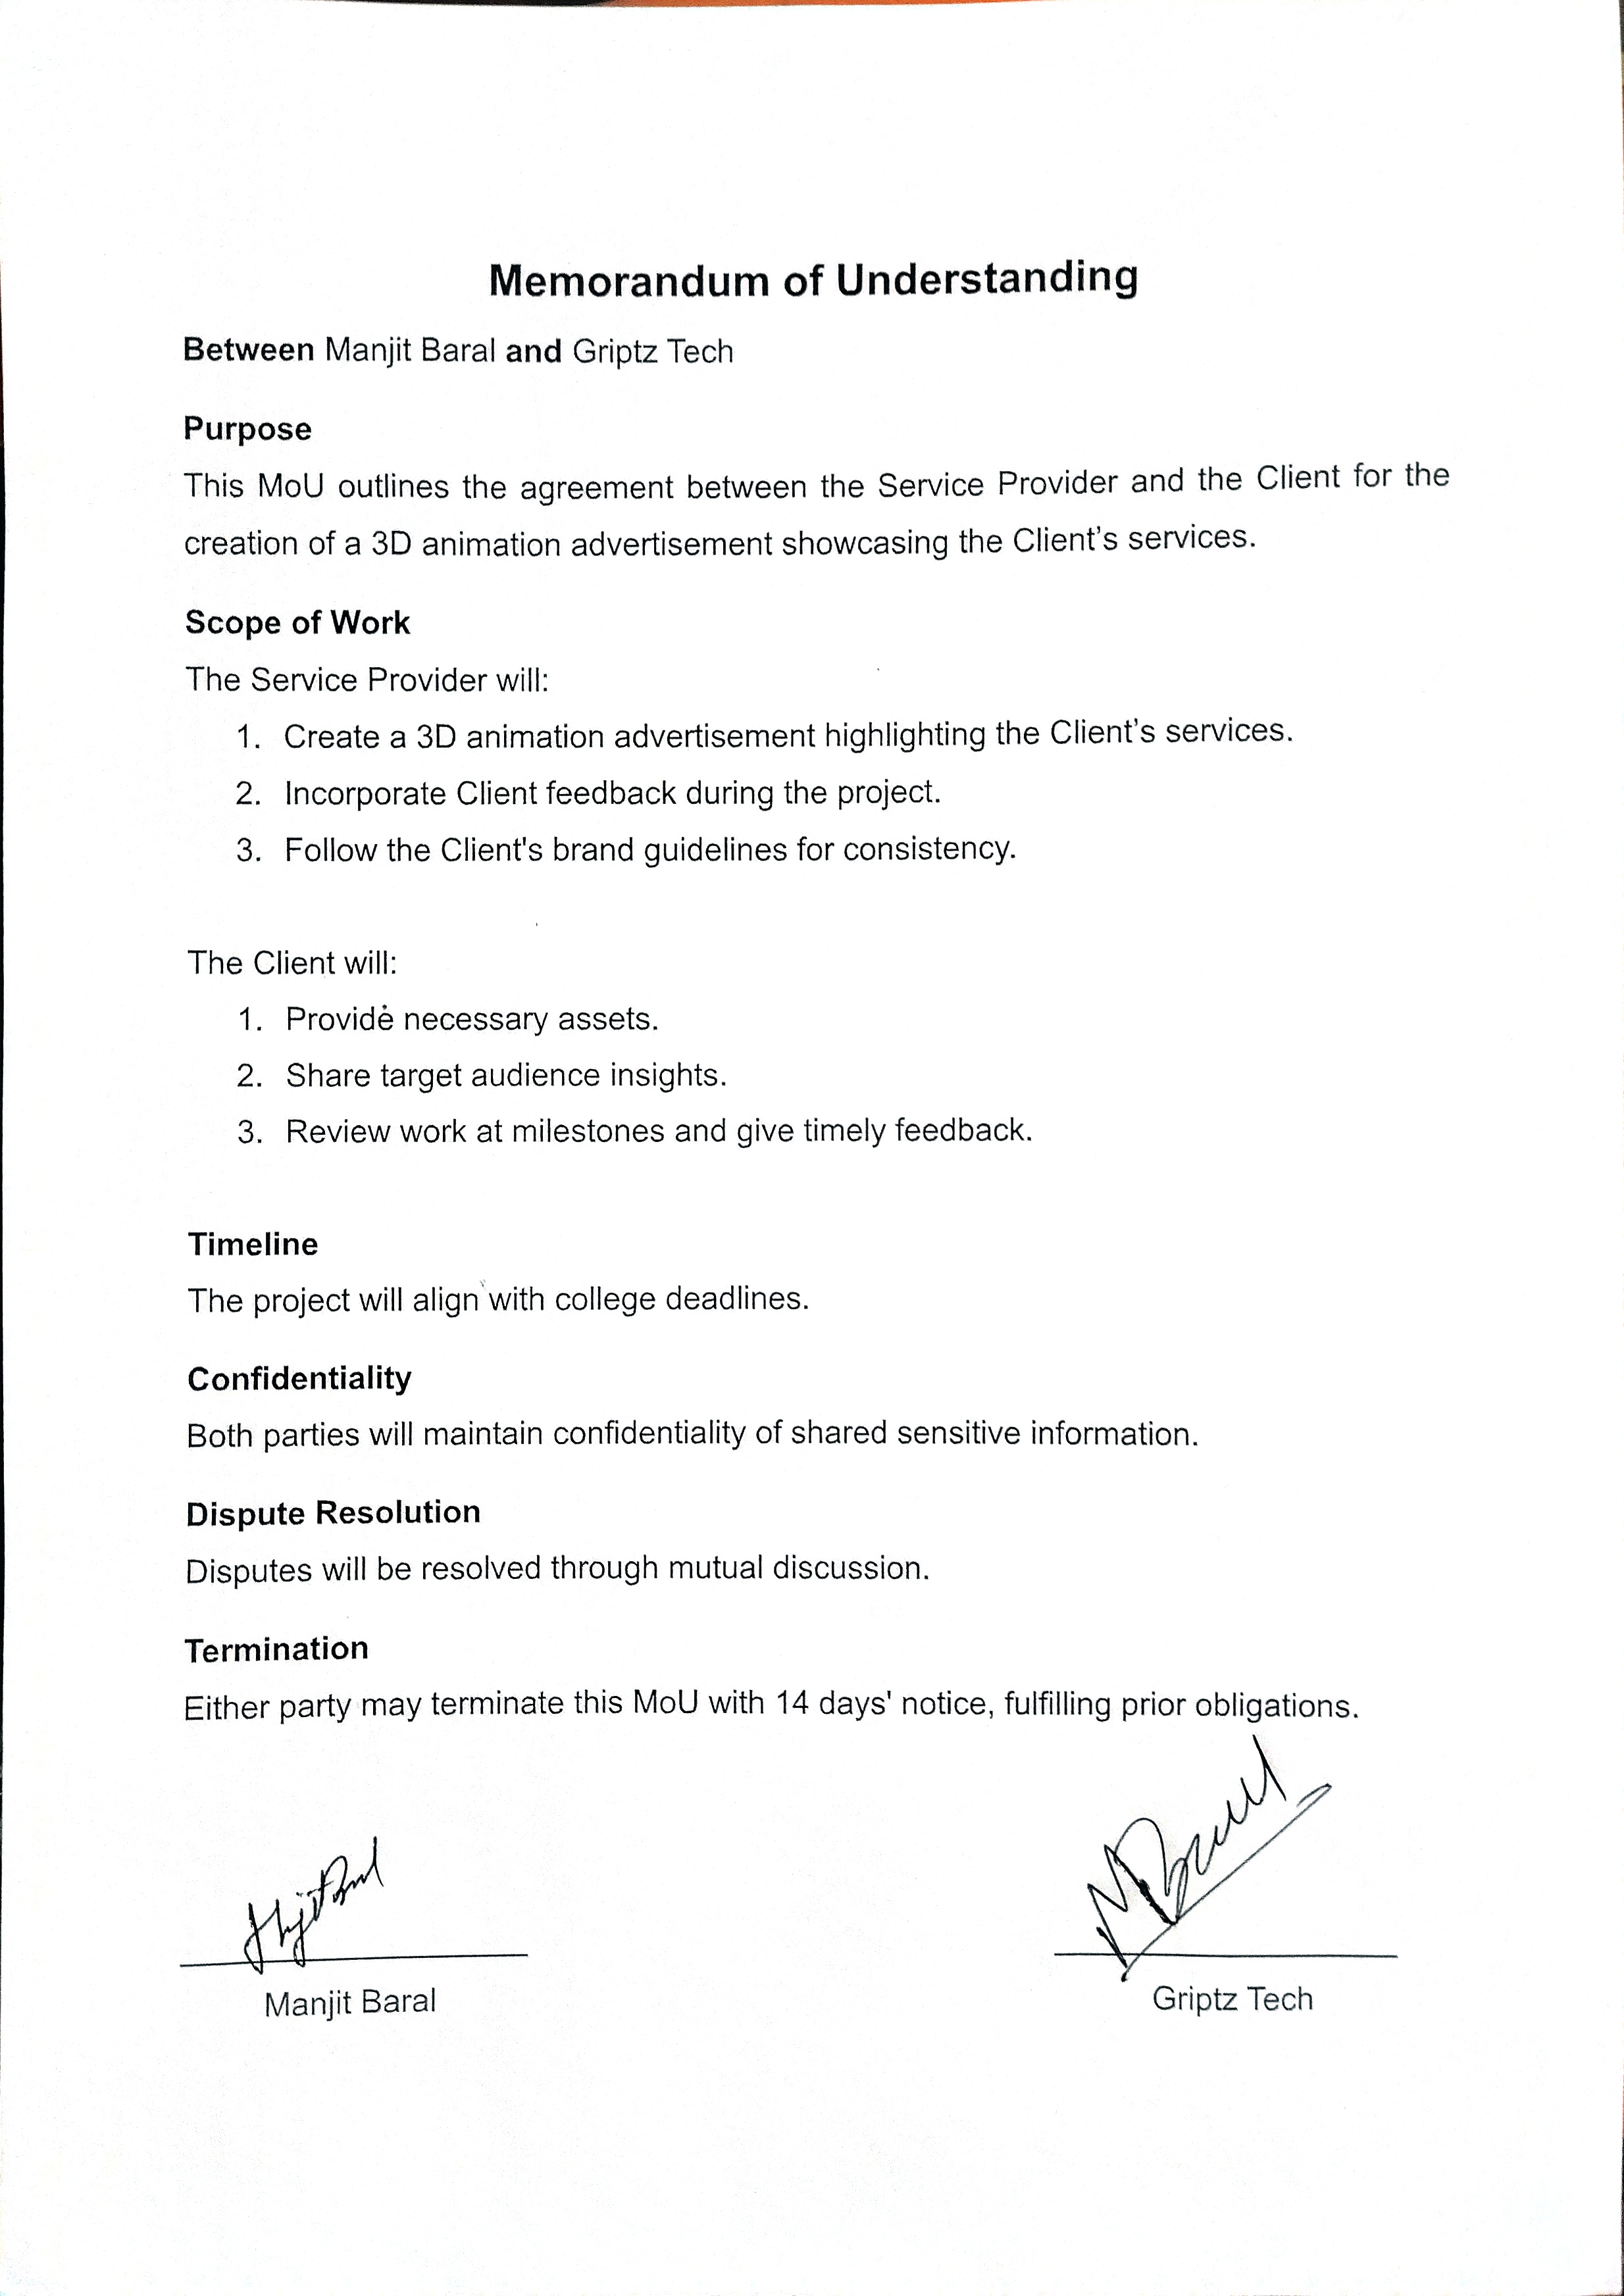 Memorandum of Understanding
Between Manjit Baral and Griptz Tech
Purpose
This MoU outlines the agreement between the Service Provider and the Client for the
creation of a 3D animation advertisement showcasing the Client's services.
Scope of Work
The Service Provider will:
1. Create a 3D animation advertisement highlighting the Client's services.
2. Incorporate Client feedback during the project.
3. Follow the Client's brand guidelines for consistency.
The Client will:
1. Provide necessary assets.
2. Share target audience insights.
3. Review work at milestones and give timely feedback.
Timeline
The project will align with college deadlines.
Confidentiality
Both parties will maintain confidentiality of shared sensitive information.
Dispute Resolution
Disputes will be resolved through mutual discussion.
Termination
Either party may terminate this MoU with 14 days' notice, fulfilling prior obligations.
Manjit Baral
Griptz Tech